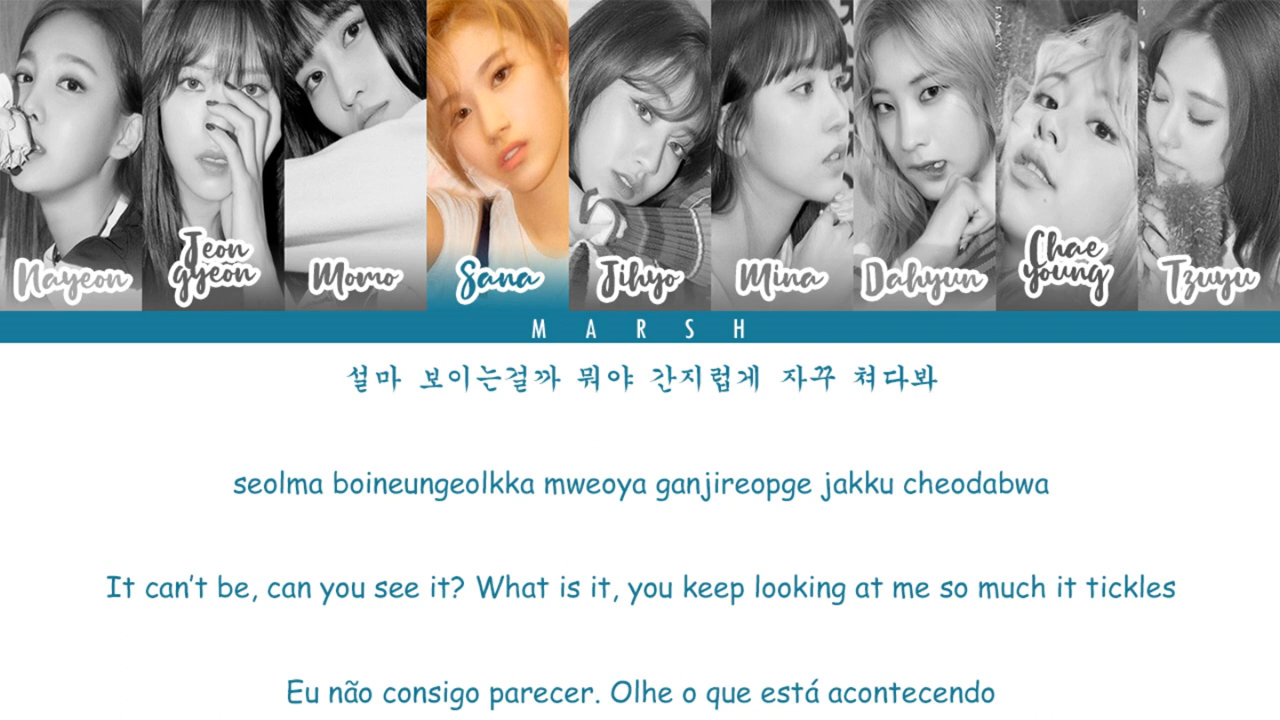 Nayeon
Jeon
gyeon
Momo
Sana
Jihyo
Mina
Dahyun
Chae
young
Tzuyu
MARSH
설마 보이는걸까 뭐야 간지럽게 자꾸 쳐다봐
seolma boineungeolkka mweoya ganjireopge jakku cheodabwa
It can't be, can you see it? What is it, you keep looking at me so much it tickles
Eu não consigo parecer. Olhe o que está acontecendo